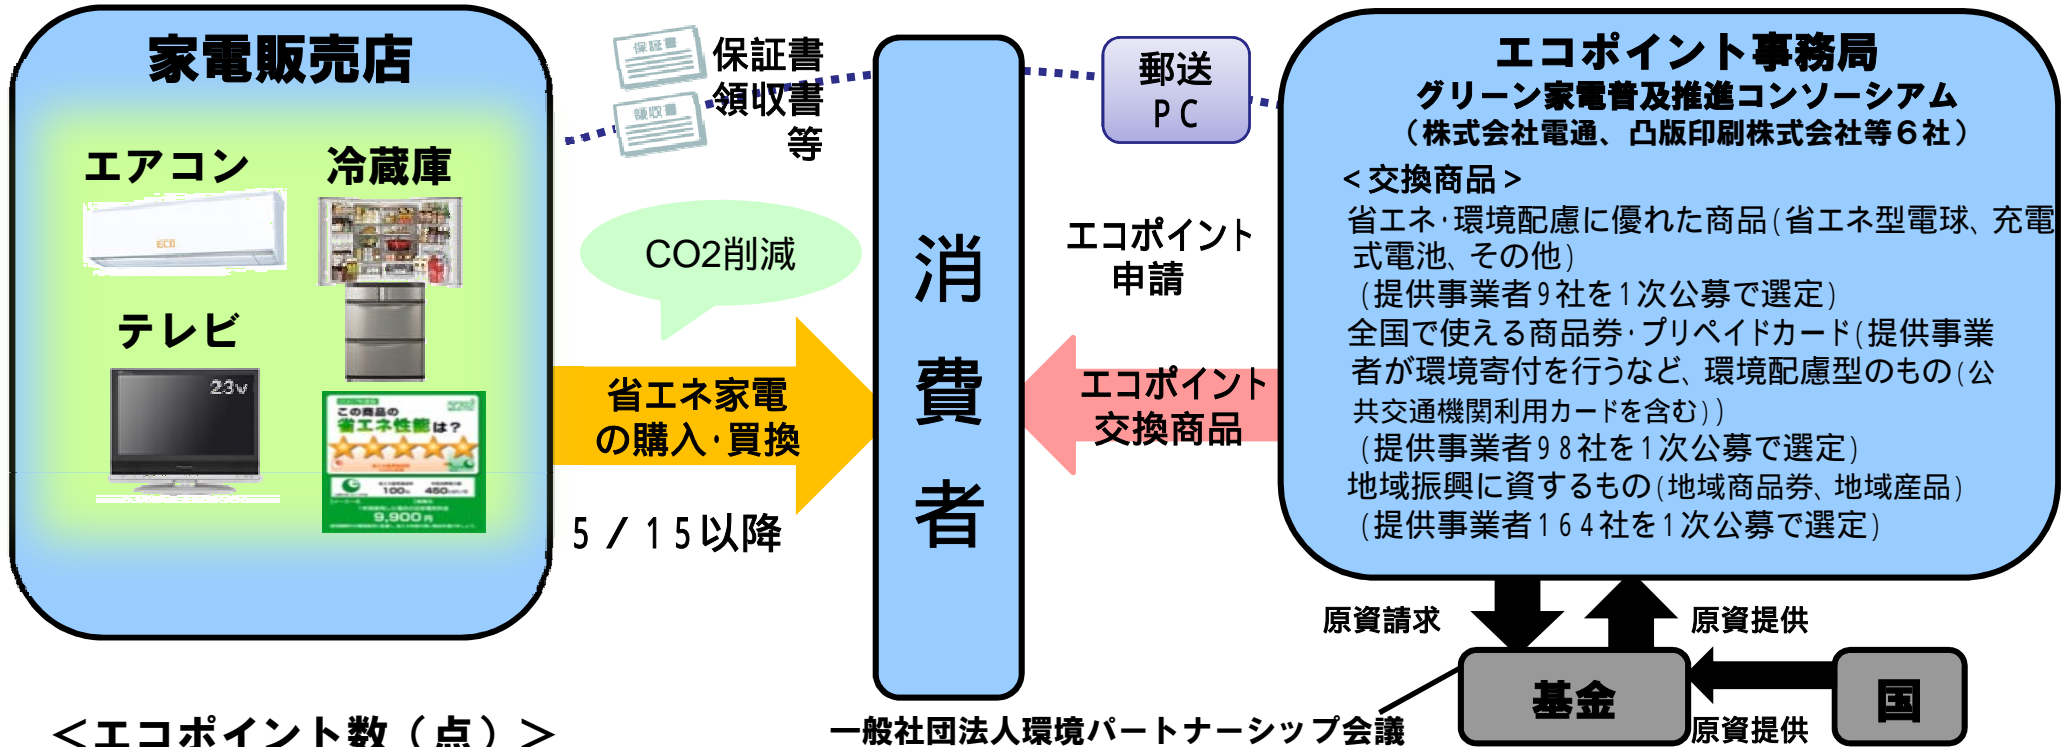 家電販売店
エアコン
冷蔵庫
ECO
テレビ
23v
この商品の
省エネ性能は？
100%
450
9,900円
保証書
領収書
保証書
領収書
等
CO2削減
省エネ家電
の購入・買換
5／15以降
消費者
郵送
PC
エコポイント
申請
エコポイント
交換商品
エコポイント事務局
グリーン家電普及推進コンソーシアム
（株式会社電通、凸版印刷株式会社等６社）
＜交換商品＞
省エネ・環境配慮に優れた商品(省エネ型電球、充電
式電池、その他)
(提供事業者9社を1次公募で選定)
全国で使える商品券・プリペイドカード(提供事業
者が環境寄付を行うなど、環境配慮型のもの(公
共交通機関利用カードを含む))
(提供事業者98社を1次公募で選定)
地域振興に資するもの(地域商品券、地域産品)
(提供事業者164社を1次公募で選定)
原資請求
原資提供
基金
国
原資提供
一般社団法人環境パートナーシップ会議
＜エコポイント数（点）＞